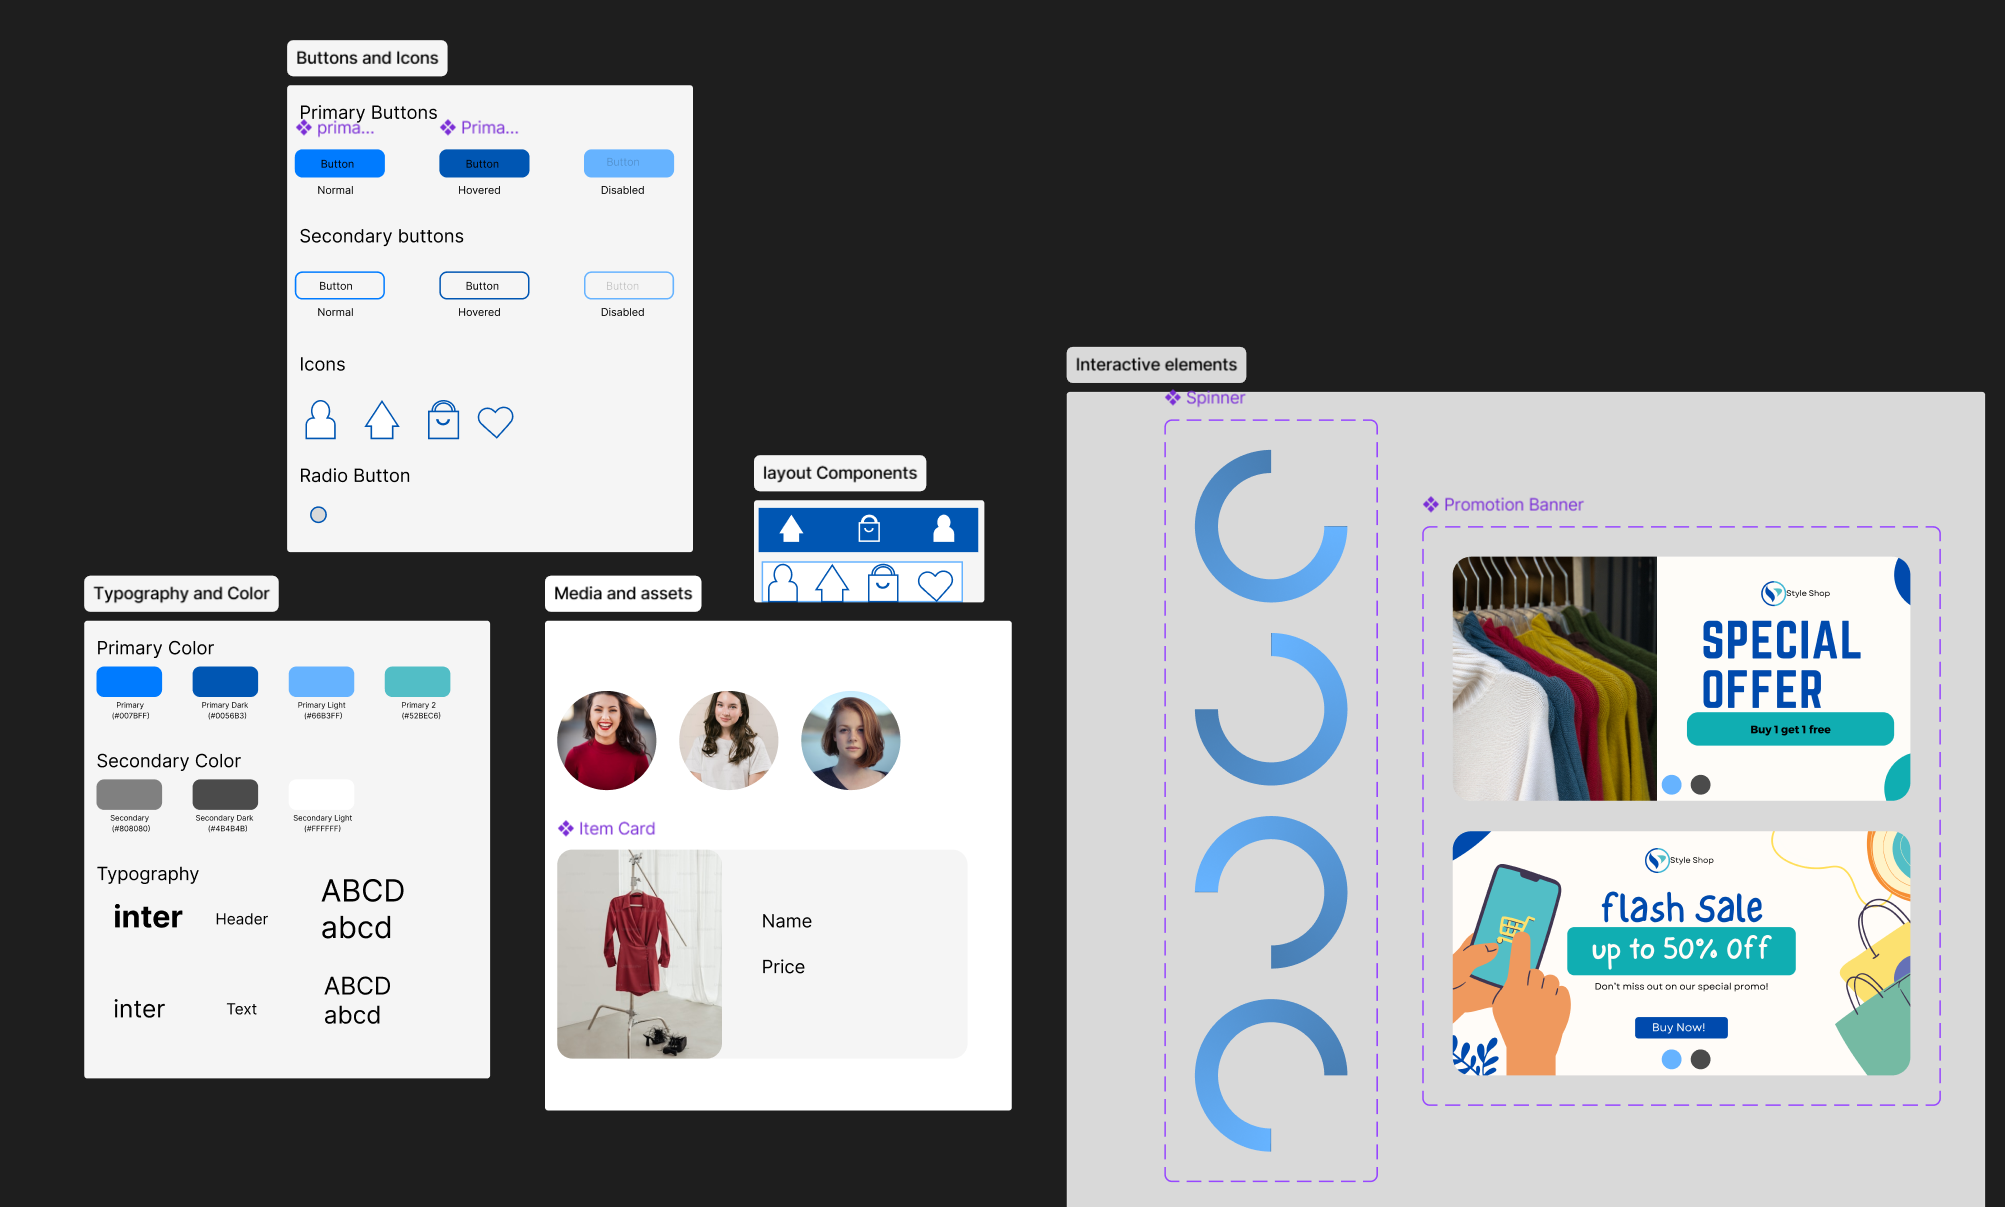 Buttons and Icons
Primary Buttons
prima...
Prima...
Button
Button
Button
Normal
Hovered
Disabled
Secondary buttons
Button
Button
Button
Normal
Hovered
Disabled
Icons
Radio Button
layout Components
Typography and Color
Primary Color
Primary
(#007BFF)
Primary Dark
(#0056B3)
Primary Light
(#66B3FF)
Primary 2
(#52BEC6)
Secondary Color
Secondary
(#808080)
Secondary Dark
(#4B4B4B)
Secondary Light
(#FFFFFF)
Typography
inter
Header
ABCD
abcd
inter
Text
ABCD
abcd
Media and assets
Item Card
Name
Price
Interactive elements
Spinner
Promotion Banner
Style Shop
SPECIAL
OFFER
Buy 1 get 1 free
Style Shop
flash Sale
up to 50% Off
Don't miss out on our special promo!
Buy Now!